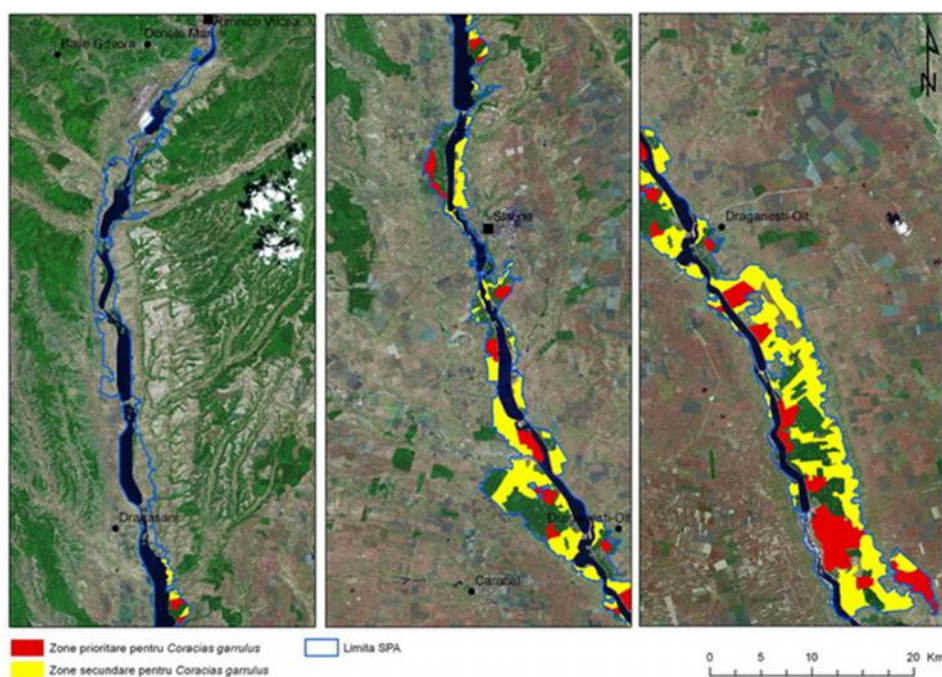 Rimnicu Vilcea
Ocnele Mari
Baile Govora
Dragasani
Slatina
Draganesti-Olt
Caracal
Draganesti-Olt
N
Zone prioritare pentru Coracias garrulus
Limita SPA
Zone secundare pentru Coracias garrulus
0 5 10 20 Km